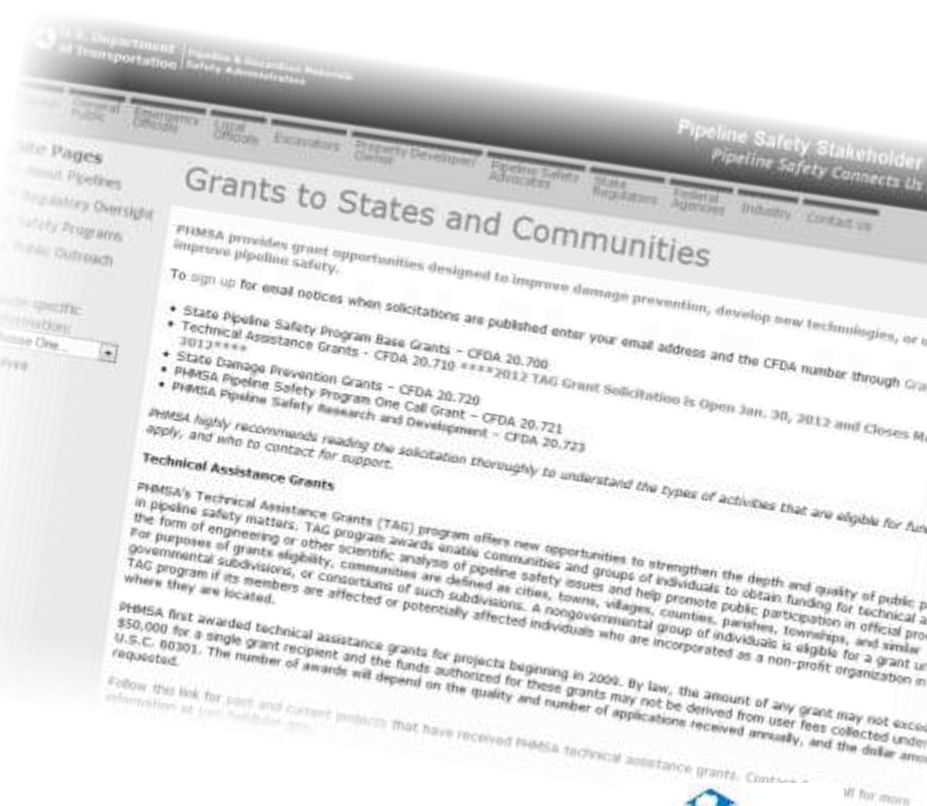 U.S. Department of Transportation
Pipeline & Hazardous Materials Safety Administration
Pipeline Safety Stakeholder
Pipeline Safety Connects Us
General Public
Emergency Officials
Local Officials
Excavators
Property Developer/Owner
Pipeline Safety Advocates
State Regulators
Federal Agencies
Industry
Contact us
Site Pages
About Pipelines
Regulatory Oversight
Safety Programs
Public Outreach
specific
Grants to States and Communities
PHMSA provides grant opportunities designed to improve damage prevention, develop new technologies, or
improve pipeline safety.
To sign up for email notices when solicitations are published enter your email address and the CFDA number through
• State Pipeline Safety Program Base Grants – CFDA 20.700
• Technical Assistance Grants - CFDA 20.710 ****2012 TAG Grant Solicitation is Open Jan. 30, 2012 and Closes
2012****
• State Damage Prevention Grants – CFDA 20.720
• PHMSA Pipeline Safety Program One Call Grant – CFDA 20.721
• PHMSA Pipeline Safety Research and Development – CFDA 20.723
PHMSA highly recommends reading the solicitation thoroughly to understand the types of activities that are eligible for
apply, and who to contact for support.
Technical Assistance Grants
PHMSA's Technical Assistance Grants (TAG) program offers new opportunities to strengthen the depth and quality of public
in pipeline safety matters. TAG program awards enable communities and groups of individuals to obtain funding for technical
the form of engineering or other scientific analysis of pipeline safety issues and help promote public participation in official
For purposes of grants eligibility, communities are defined as cities, towns, villages, counties, parishes, townships, and similar
governmental subdivisions, or consortiums of such subdivisions. A nongovernmental group of individuals is eligible for a grant
TAG program if its members are affected or potentially affected individuals who are incorporated as a non-profit organization in
where they are located.
PHMSA first awarded technical assistance grants for projects beginning in 2009. By law, the amount of any grant may not
$50,000 for a single grant recipient and the funds authorized for these grants may not be derived from user fees collected under
U.S.C. 60301. The number of awards will depend on the quality and number of applications received annually, and the dollar
requested.
Follow this link for past and current projects that have received PHMSA technical assistance grants.
for more
information